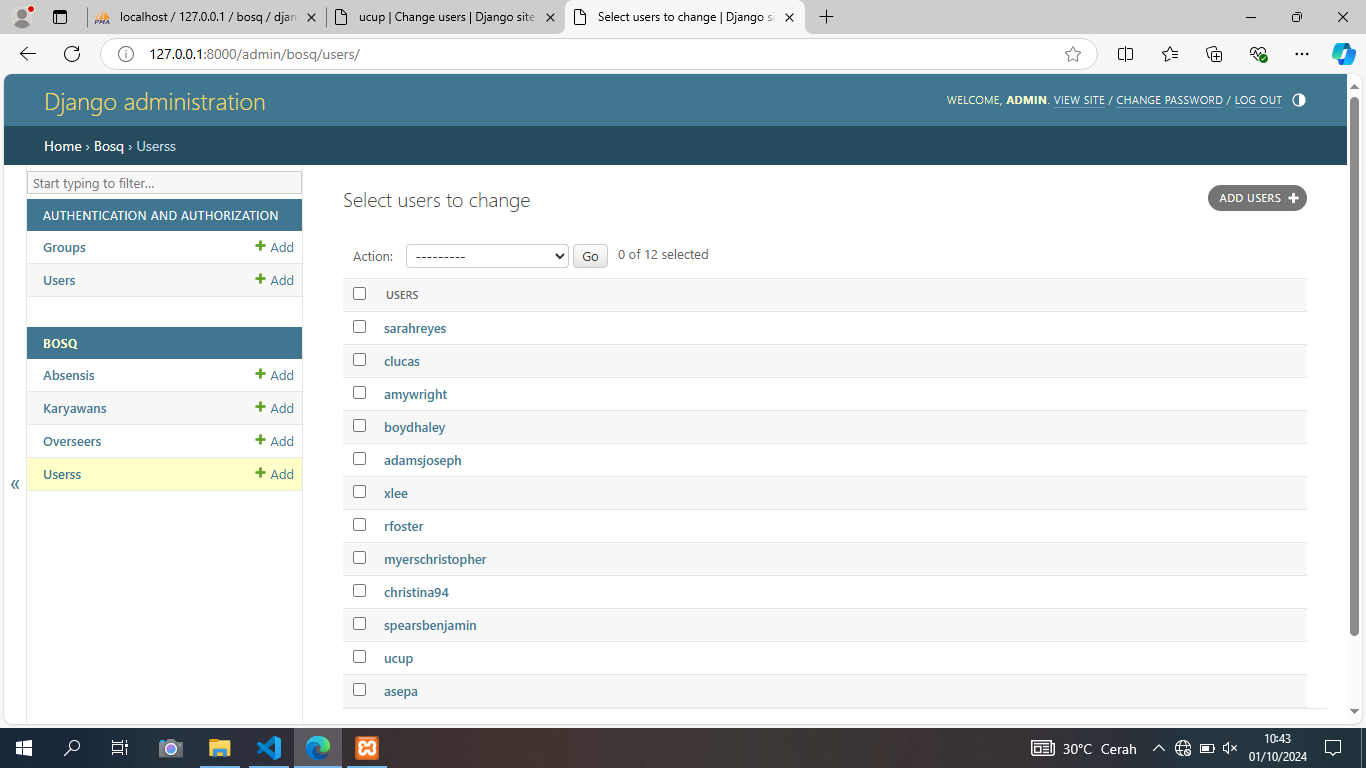 localhost / 127.0.0.1 / bosq / djan
ucup | Change users | Django site
Select users to change | Django si
127.0.0.1:8000/admin/bosq/users/
Django administration
WELCOME, ADMIN. VIEW SITE / CHANGE PASSWORD / LOG OUT
Home › Bosq › Userss
Start typing to filter...
AUTHENTICATION AND AUTHORIZATION
Groups + Add
Users + Add
BOSQ
Absensis + Add
Karyawans + Add
Overseers + Add
Userss + Add
«
Select users to change
ADD USERS +
Action: --------- Go 0 of 12 selected
USERS
sarahreyes
clucas
amywright
boydhaley
adamsjoseph
xlee
rfoster
myerschristopher
christina94
spearsbenjamin
ucup
asepa
30°C Cerah
10:43
01/10/2024